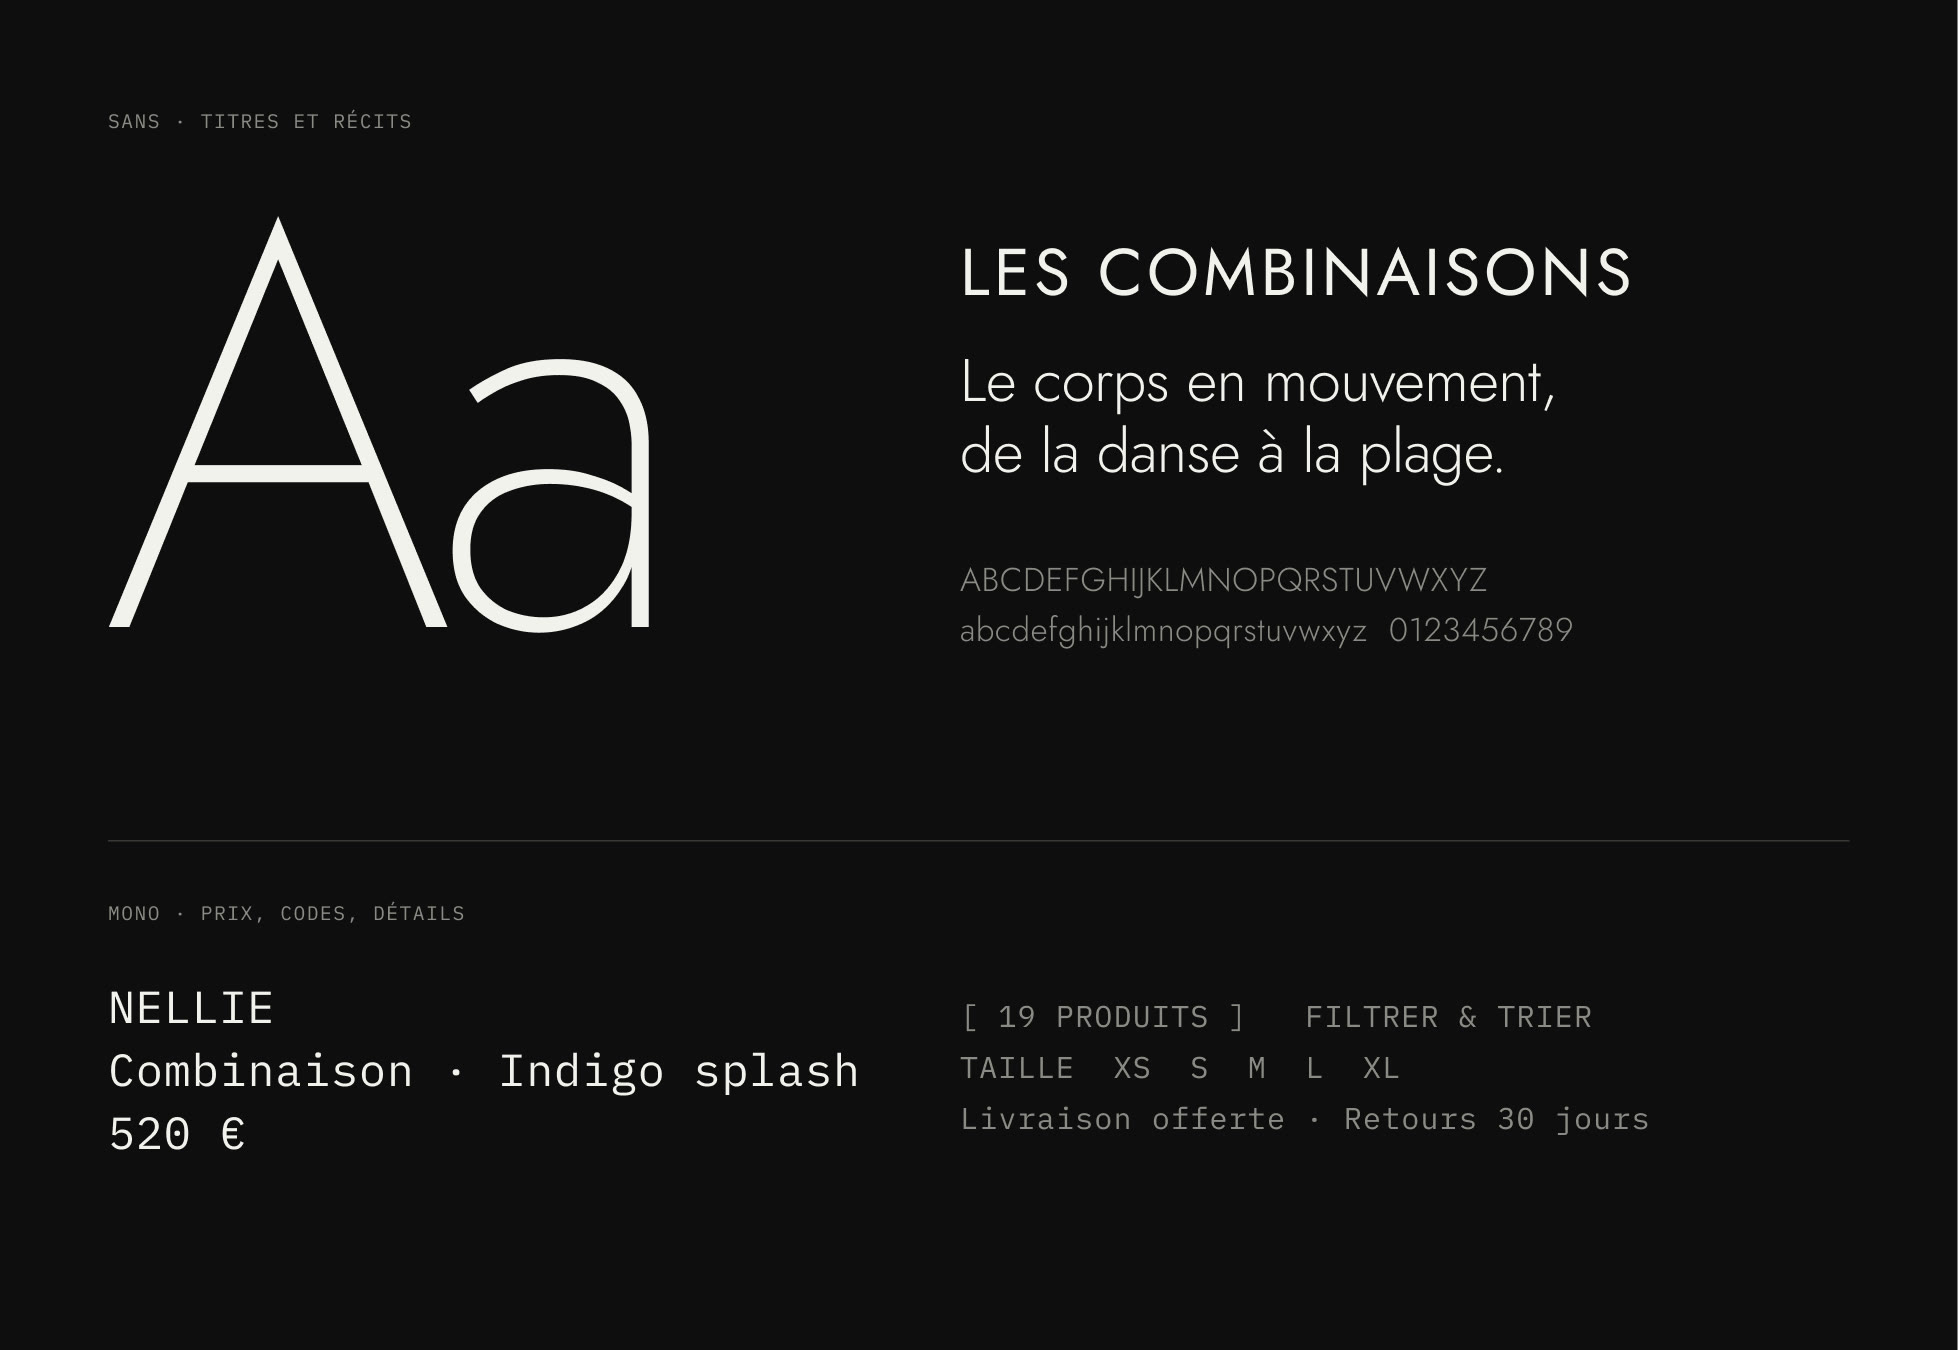 SANS · TITRES ET RÉCITS
Aa
LES COMBINAISONS
Le corps en mouvement,
de la danse à la plage.
ABCDEFGHIJKLMNOPQRSTUVWXYZ
abcdefghijklmnopqrstuvwxyz 0123456789
MONO · PRIX, CODES, DÉTAILS
NELLIE
Combinaison · Indigo splash
520 €
[ 19 PRODUITS ] FILTRER & TRIER
TAILLE XS S M L XL
Livraison offerte · Retours 30 jours